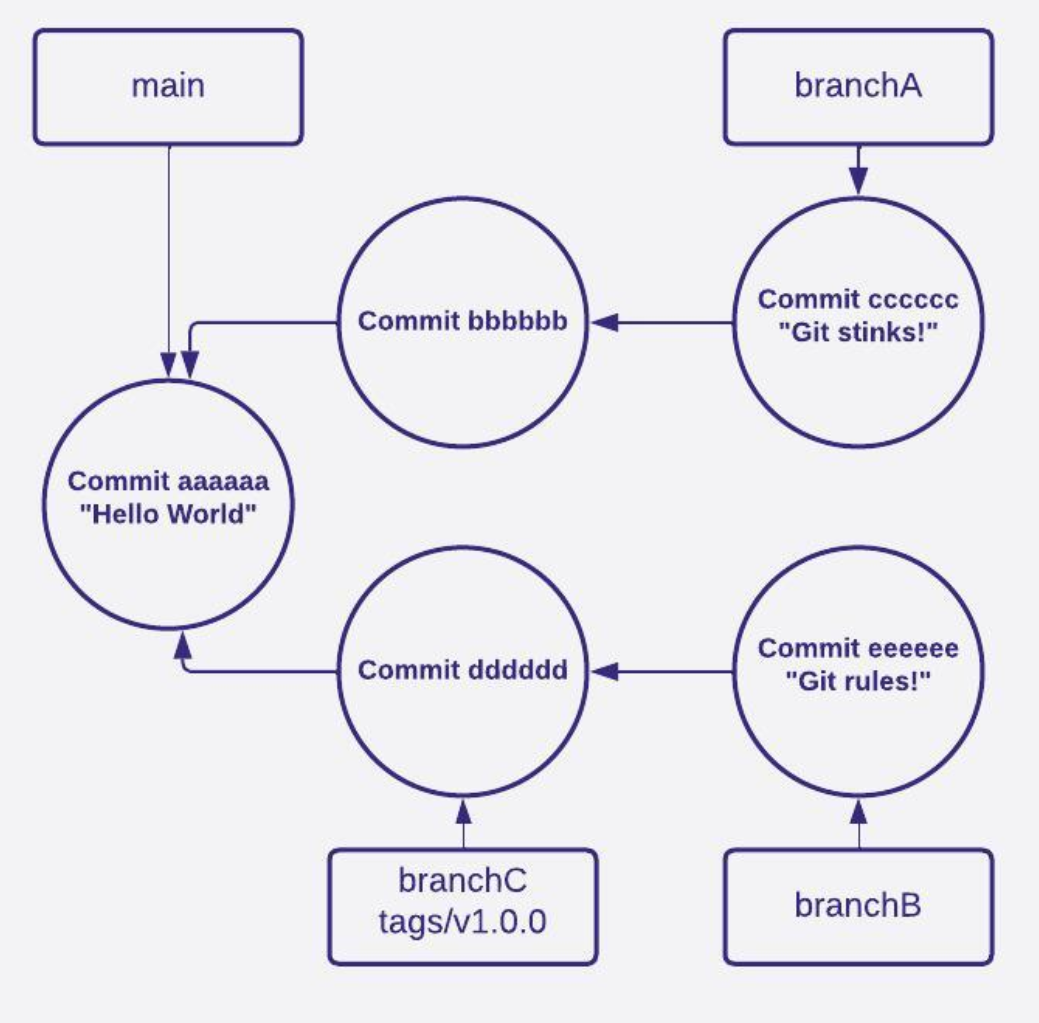 main
branchA
Commit bbbbbb
Commit cccccc
"Git stinks!"
Commit aaaaaa
"Hello World"
Commit dddddd
Commit eeeeee
"Git rules!"
branchC
tags/v1.0.0
branchB